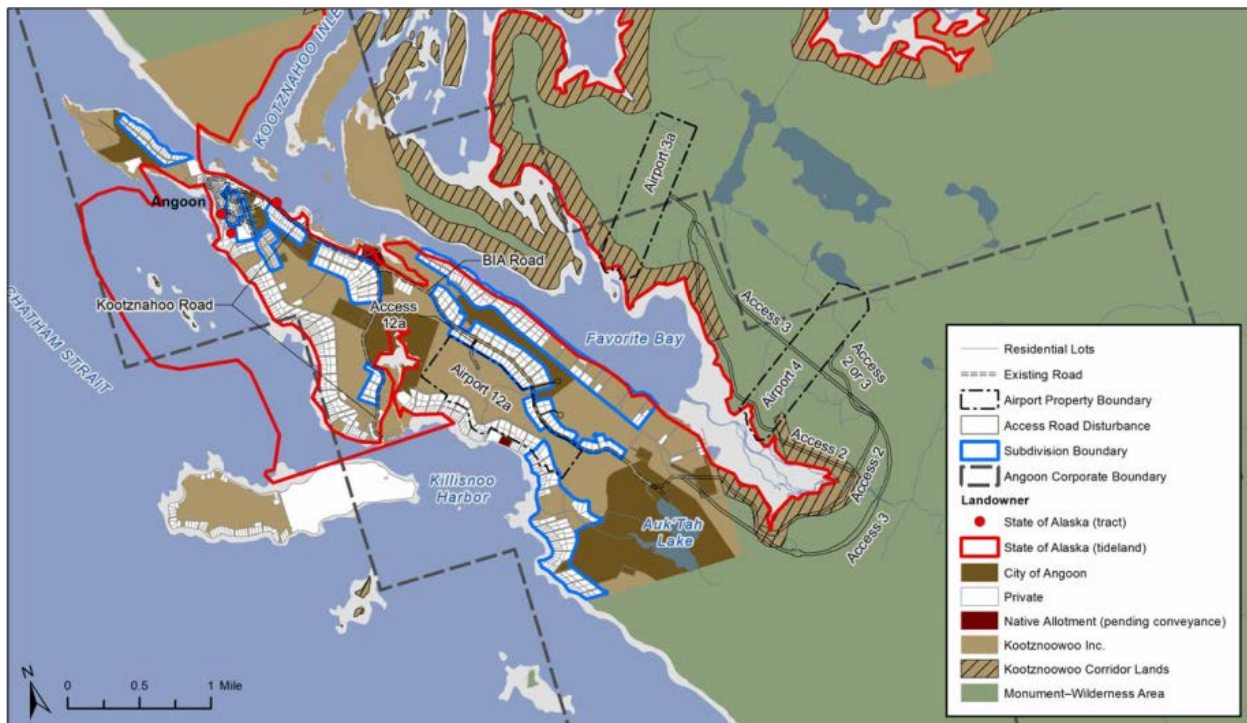 KOOTZNAHOO INLE
Airport 3a
Angoon
BIA Road
Kootznahoo Road
Access
12a
Access 3
CHATHAM STRAIT
Favorite Bay
Access
2 or 3
Airport 12a
Airport 4
Access 2
Access 2
Killisnoo
Harbor
Auk'Tah
Lake
Access 3
N
0 0.5 1 Mile
Residential Lots
Existing Road
Airport Property Boundary
Access Road Disturbance
Subdivision Boundary
Angoon Corporate Boundary
Landowner
State of Alaska (tract)
State of Alaska (tideland)
City of Angoon
Private
Native Allotment (pending conveyance)
Kootznoowoo Inc.
Kootznoowoo Corridor Lands
Monument–Wilderness Area